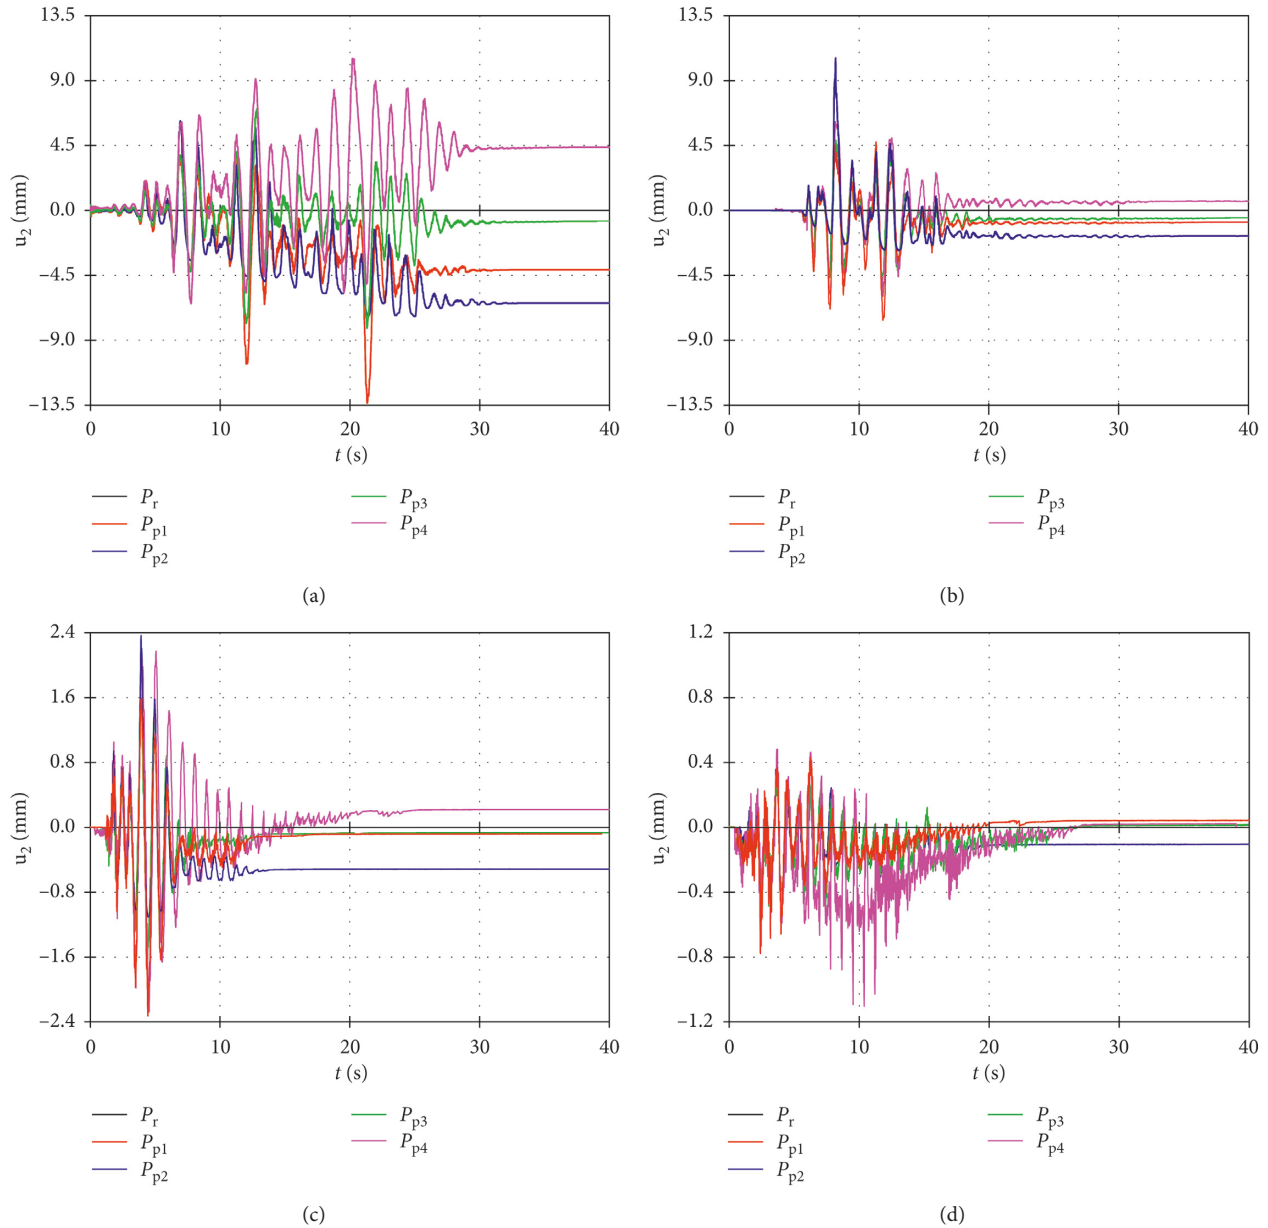 13.5
9.0
4.5
0.0
–4.5
–9.0
–13.5
u2 (mm)
0 10 20 30 40
t (s)
Pr
Pp1
Pp2
Pp3
Pp4
(a)
13.5
9.0
4.5
0.0
–4.5
–9.0
–13.5
u2 (mm)
0 10 20 30 40
t (s)
Pr
Pp1
Pp2
Pp3
Pp4
(b)
2.4
1.6
0.8
0.0
–0.8
–1.6
–2.4
u2 (mm)
0 10 20 30 40
t (s)
Pr
Pp1
Pp2
Pp3
Pp4
(c)
1.2
0.8
0.4
0.0
–0.4
–0.8
–1.2
u2 (mm)
0 10 20 30 40
t (s)
Pr
Pp1
Pp2
Pp3
Pp4
(d)